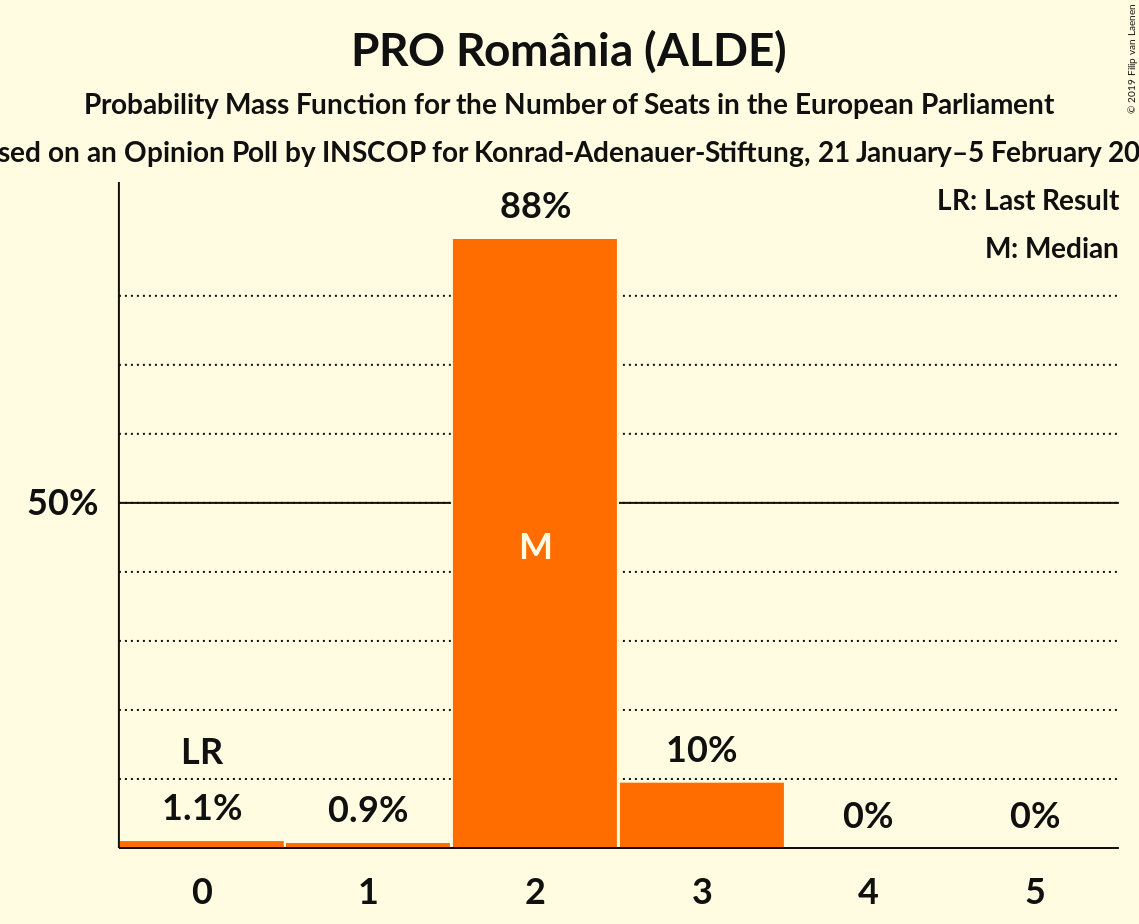 PRO România (ALDE)
Probability Mass Function for the Number of Seats in the European Parliament
sed on an Opinion Poll by INSCOP for Konrad-Adenauer-Stiftung, 21 January–5 February 20
© 2019 Filip van Laenen
LR: Last Result
M: Median
88%
50%
M
LR
10%
1.1%
0.9%
0%
0%
0
1
2
3
4
5